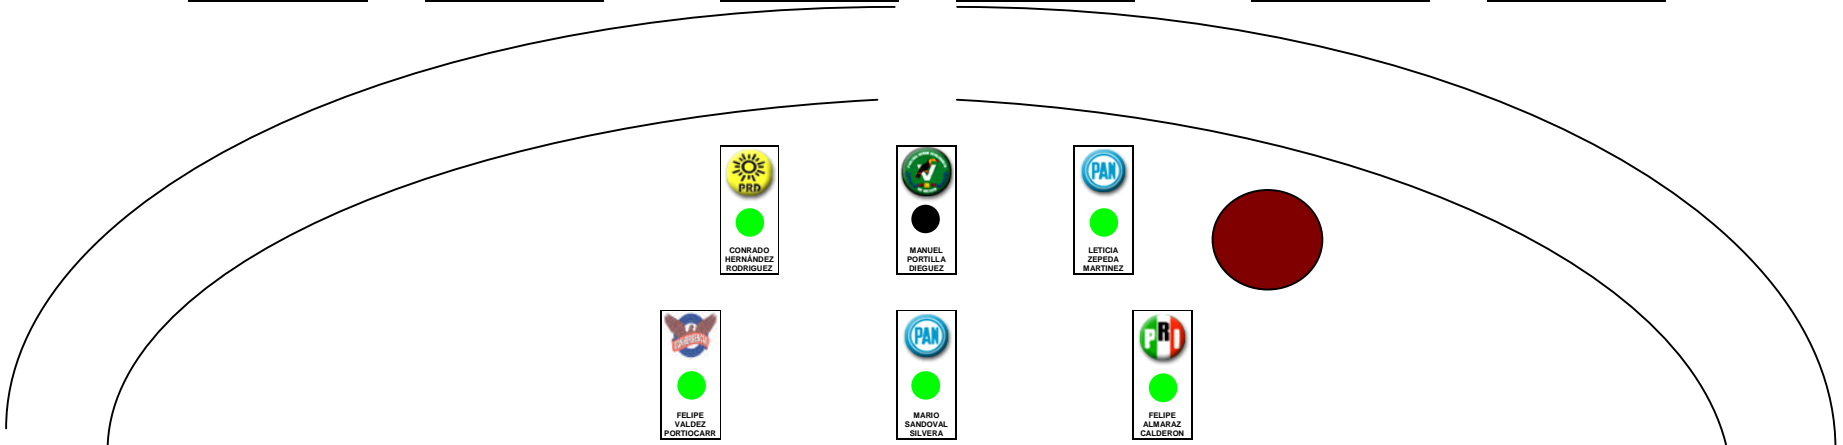 PRD
CONRADO
HERNÁNDEZ
RODRIGUEZ
MANUEL
PORTILLA
DIEGUEZ
PAN
LETICIA
ZEPEDA
MARTINEZ
CONVERGENCIA
FELIPE
VALDEZ
PORTIOCARR
PAN
MARIO
SANDOVAL
SILVERA
PRI
FELIPE
ALMARAZ
CALDERON